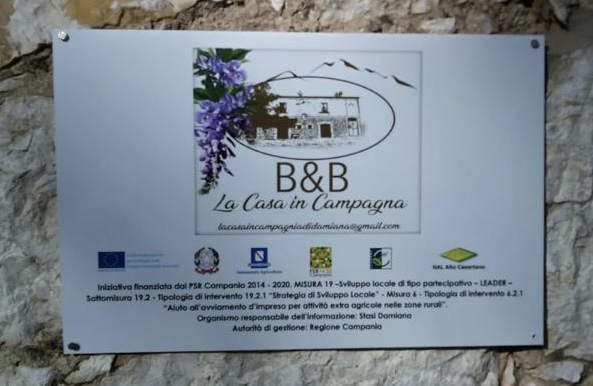 B&B
La Casa in Campagna
lacasaincampagniadidamiana@gmail.com
GAL Alto Casertano
Iniziativa finanziata dal PSR Campania 2014 - 2020. MISURA 19 –Sviluppo locale di tipo partecipativo – LEADER –
Sottomisura 19.2 - Tipologia di intervento 19.2.1 "Strategia di Sviluppo Locale" - Misura 6 - Tipologia di intervento 6.2.1
"Aiuto all'avviamento d'impresa per attività extra agricole nelle zone rurali".
Organismo responsabile dell'informazione: Stasi Damiana
Autorità di gestione: Regione Campania